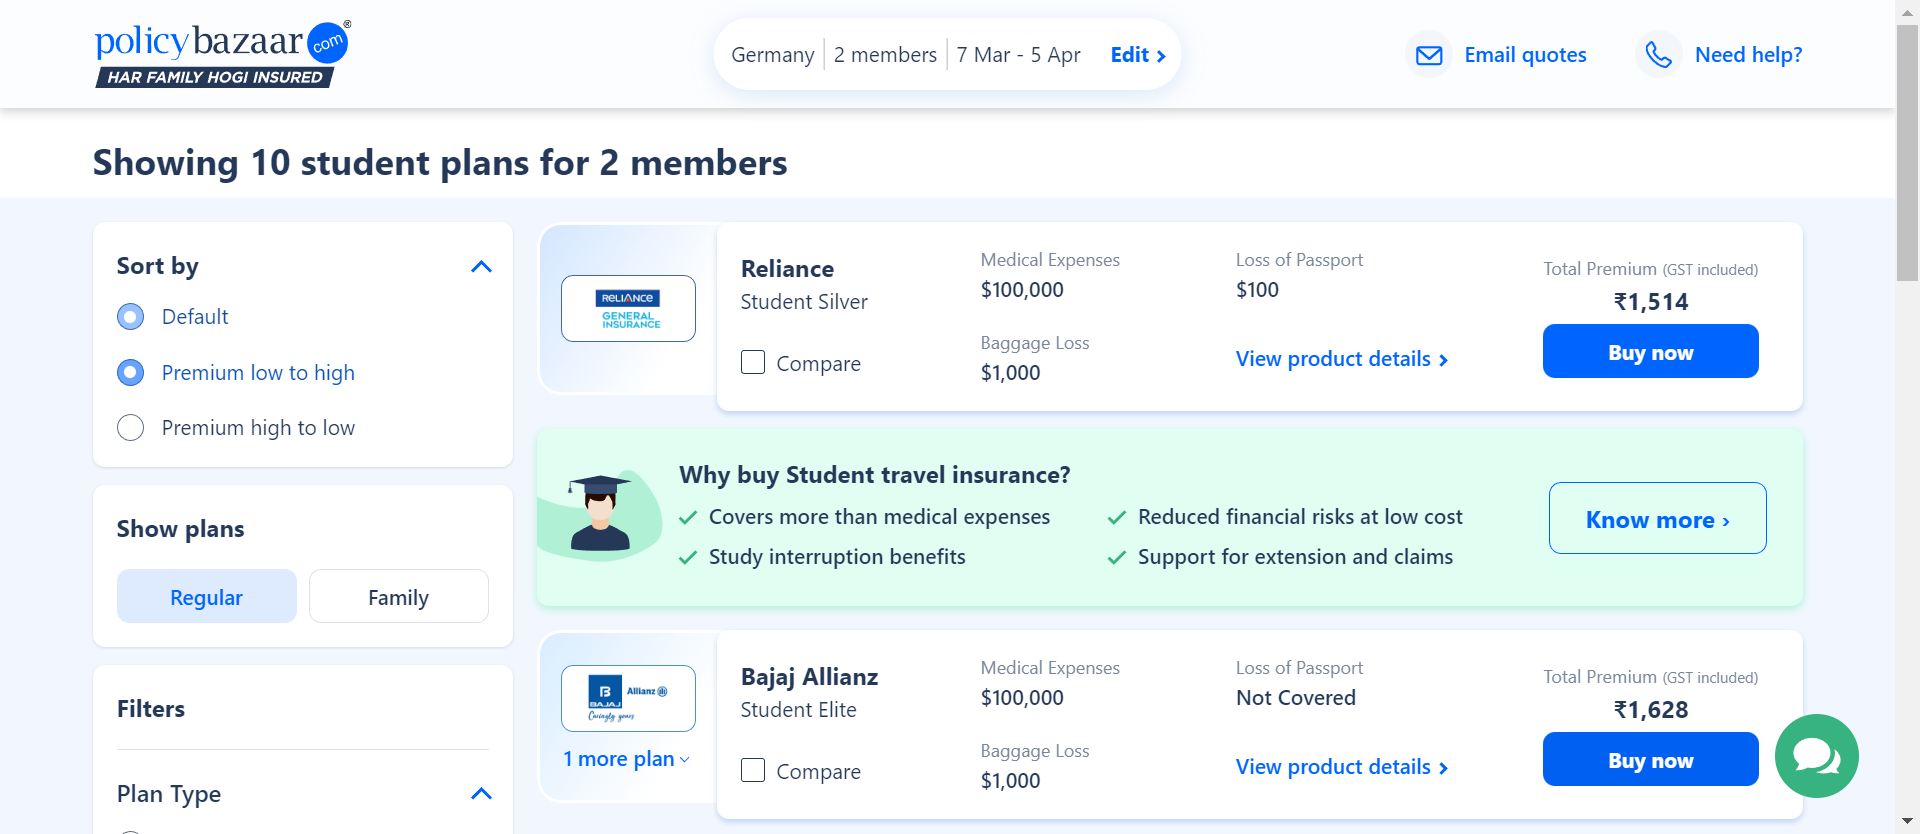 policybazaar.com®
HAR FAMILY HOGI INSURED
Germany 2 members 7 Mar - 5 Apr Edit
Email quotes
Need help?
Showing 10 student plans for 2 members
Sort by
Default
Premium low to high
Premium high to low
Show plans
Regular
Family
Filters
Plan Type
RELIANCE
GENERAL
INSURANCE
Reliance
Student Silver
Compare
Medical Expenses
$100,000
Baggage Loss
$1,000
Loss of Passport
$100
View product details
Total Premium (GST included)
₹1,514
Buy now
Why buy Student travel insurance?
Covers more than medical expenses
Study interruption benefits
Reduced financial risks at low cost
Support for extension and claims
Know more ›
B
BAJAJ
Allianz
Caringly yours
1 more plan
Bajaj Allianz
Student Elite
Compare
Medical Expenses
$100,000
Baggage Loss
$1,000
Loss of Passport
Not Covered
View product details
Total Premium (GST included)
₹1,628
Buy now